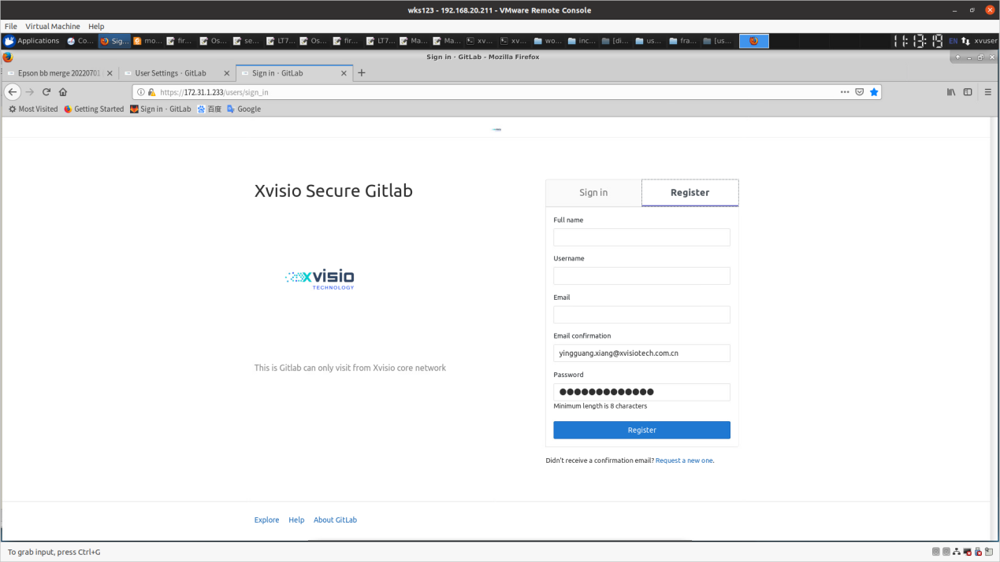 wks123 - 192.168.20.211 - VMware Remote Console
File Virtual Machine Help
Applications Co... Sig... mo... fir... Os... se... LT7... Os... fir... LT7... Ma... Ma... xv... xv... wo... inc... [di... us... fra... [us... 11:13:19 EN xvuser
Sign in · GitLab - Mozilla Firefox
Epson bb merge 20220701 User Settings · GitLab Sign in · GitLab
https://172.31.1.233/users/sign_in
Most Visited Getting Started Sign in · GitLab 百度 Google
Xvisio Secure Gitlab
Sign in Register
Full name
Username
xvisio
TECHNOLOGY
Email
Email confirmation
yingguang.xiang@xvisiotech.com.cn
This is Gitlab can only visit from Xvisio core network
Password
Minimum length is 8 characters
Register
Didn't receive a confirmation email? Request a new one.
Explore Help About GitLab
To grab input, press Ctrl+G